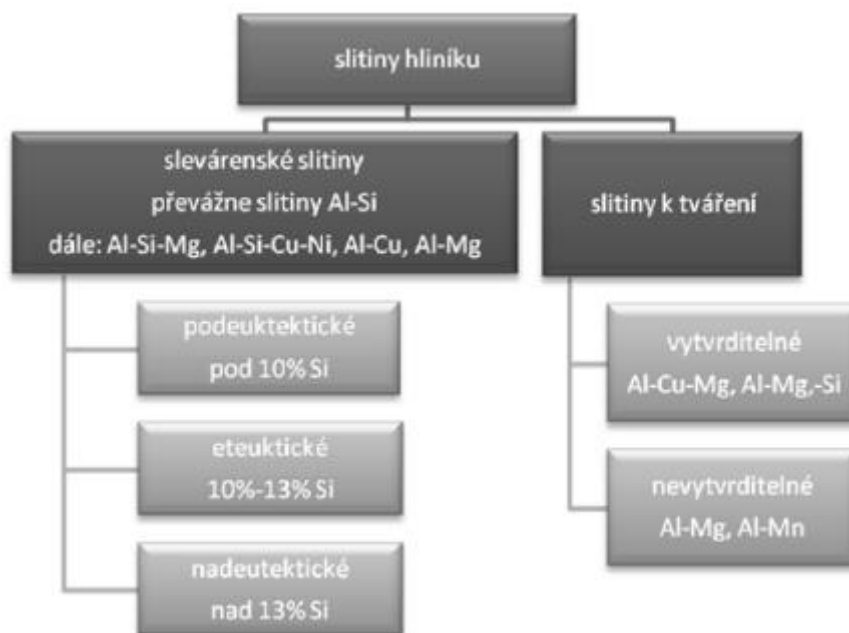 slitiny hliníku
slevárenské slitiny
převážne slitiny Al-Si
dále: Al-Si-Mg, Al-Si-Cu-Ni, Al-Cu, Al-Mg
podeuktektické
pod 10% Si
eteuktické
10%-13% Si
nadeutektické
nad 13% Si
slitiny k tváření
vytvrditelné
Al-Cu-Mg, Al-Mg,-Si
nevytvrditelné
Al-Mg, Al-Mn